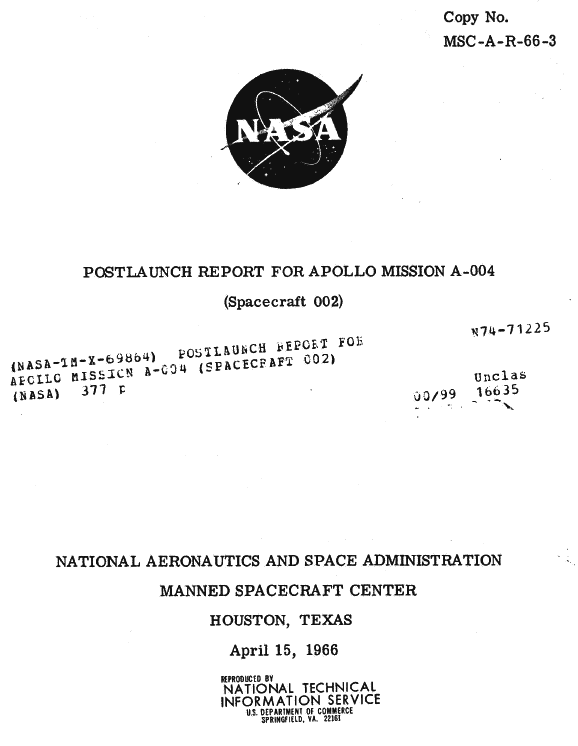 Copy No.
MSC-A-R-66-3
NASA
POSTLAUNCH REPORT FOR APOLLO MISSION A-004
(Spacecraft 002)
N74-71225
(NASA-TM-X-69864) POSTLAUNCH REPORT FOR
APOLLO MISSION A-004 (SPACECRAFT 002)
(NASA) 377 p
Unclas
00/99 16635
NATIONAL AERONAUTICS AND SPACE ADMINISTRATION
MANNED SPACECRAFT CENTER
HOUSTON, TEXAS
April 15, 1966
REPRODUCED BY
NATIONAL TECHNICAL
INFORMATION SERVICE
U.S. DEPARTMENT OF COMMERCE
SPRINGFIELD, VA. 22161